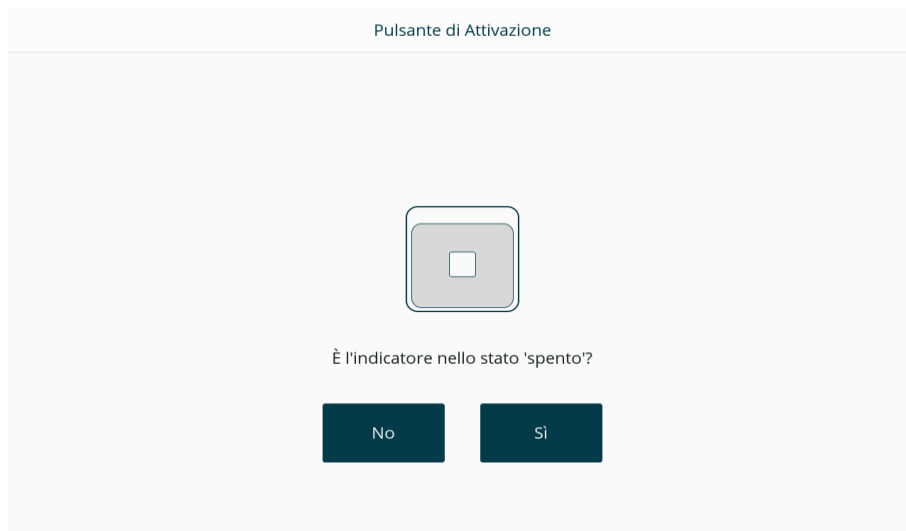 Pulsante di Attivazione
È l'indicatore nello stato 'spento'?
No
Sì